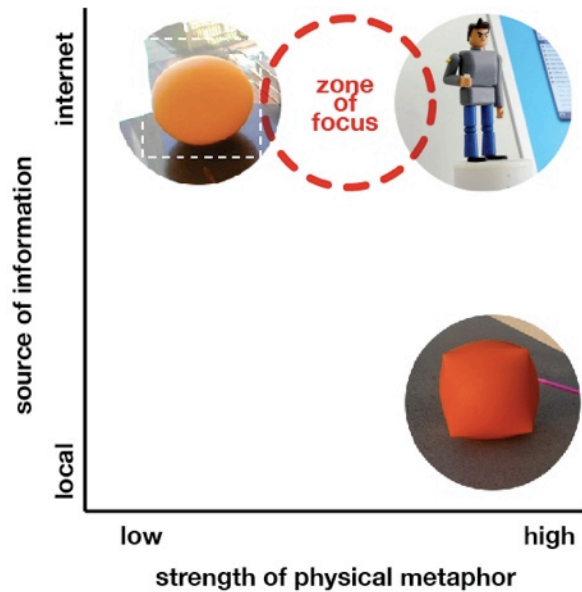 internet
zone
of
focus
source of information
local
low
high
strength of physical metaphor